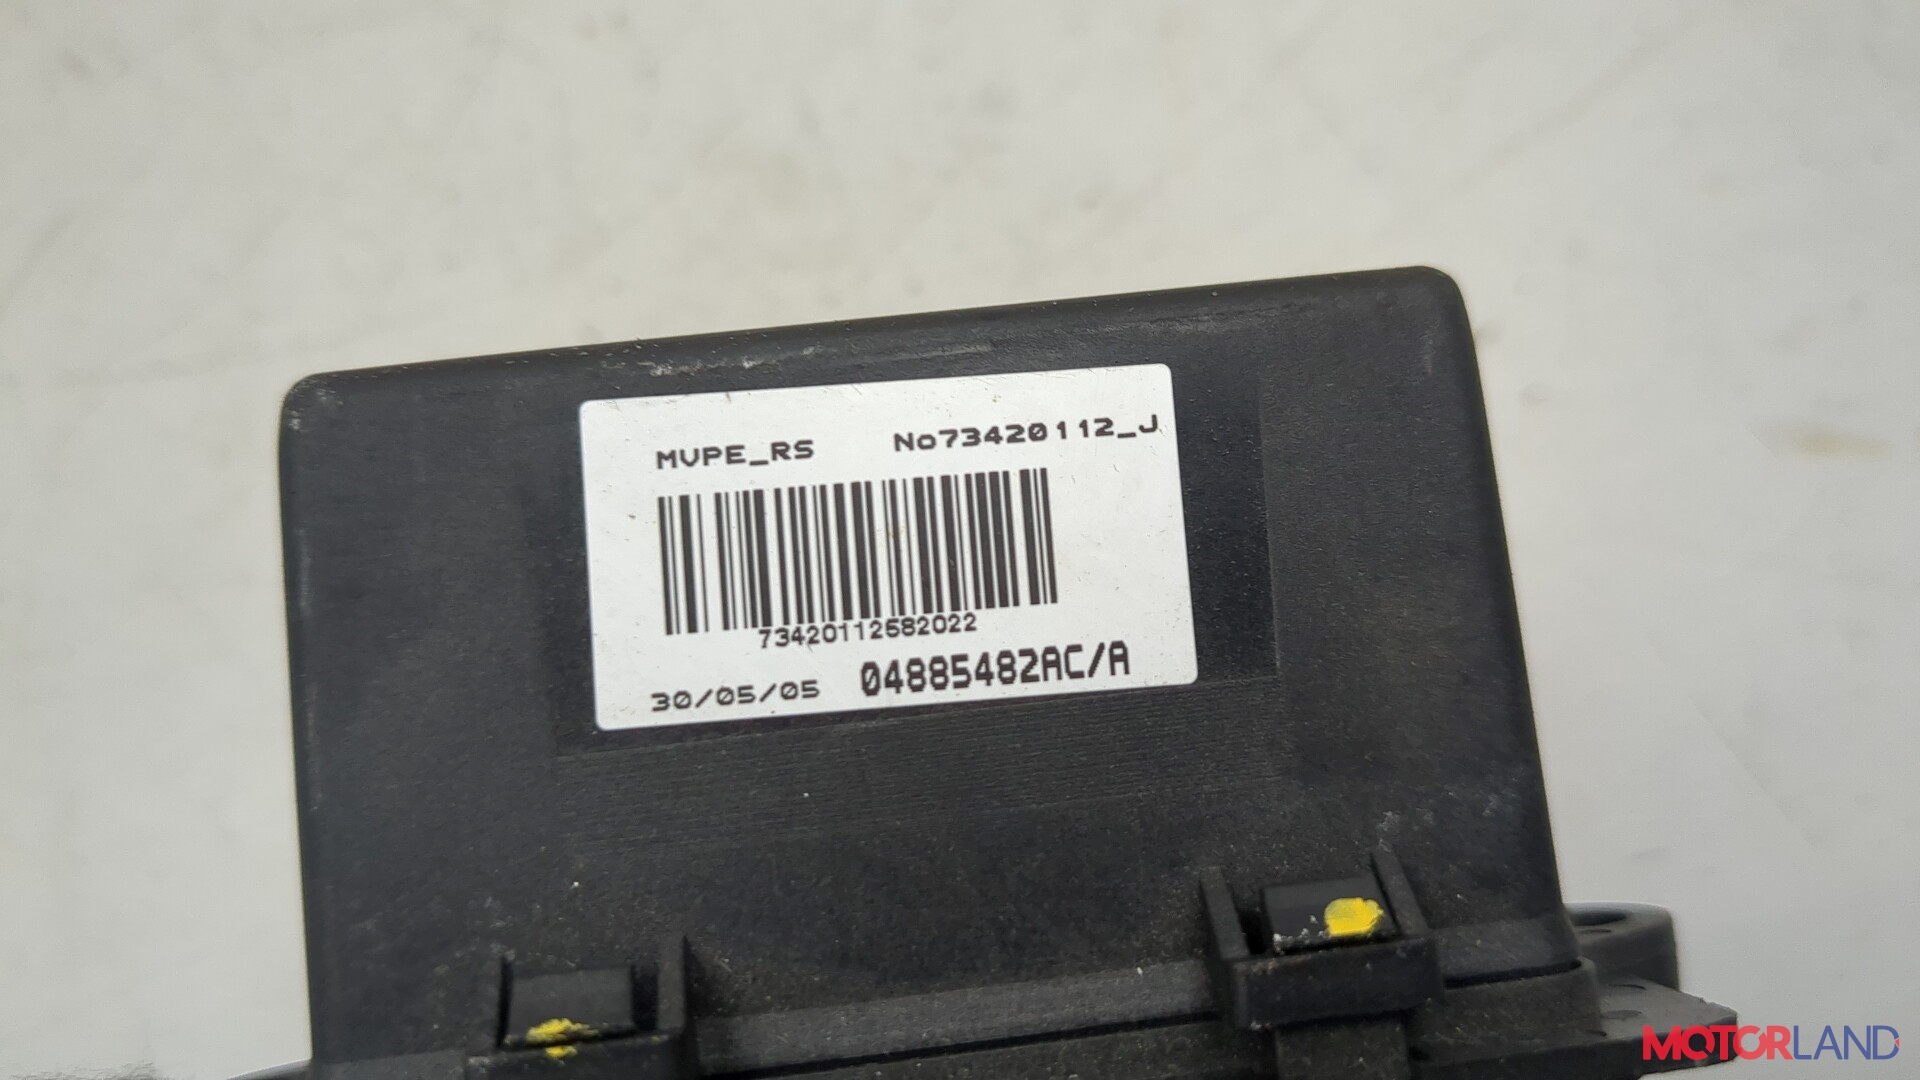 MVPE_RS No73420112_J
73420112682022
30/05/05 04885482AC/A
MOTORLAND